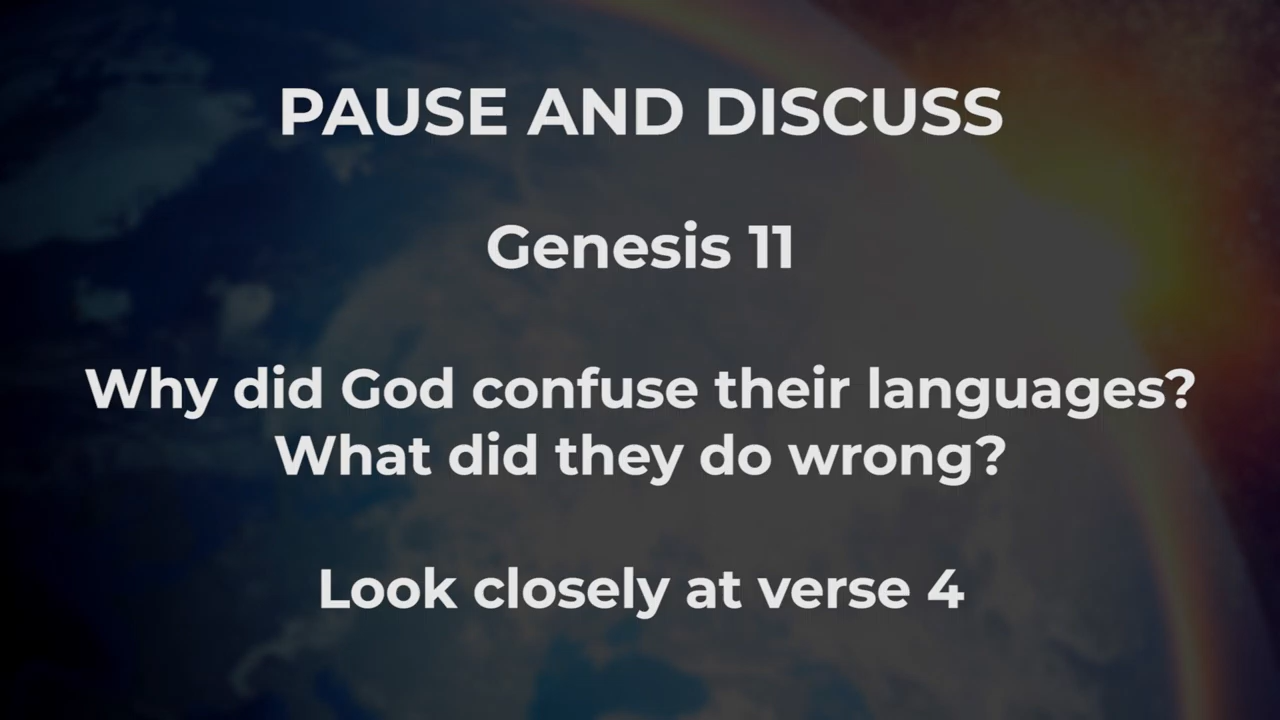 PAUSE AND DISCUSS
Genesis 11
Why did God confuse their languages?
What did they do wrong?
Look closely at verse 4